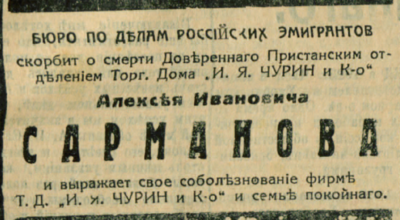 БЮРО ПО ДѢЛАМ РОССІЙСКИХ ЭМИГРАНТОВ
скорбит о смерти Довѣреннаго Пристанским от-
дѣленіем Торг. Дома „И. Я. ЧУРИН и К-о“
Алексѣя Ивановича
САРМАНОВА
и выражает свое соболѣзнованіе фирмѣ
Т. Д. „И. Я. ЧУРИН и К-о“ и семьѣ покойнаго.